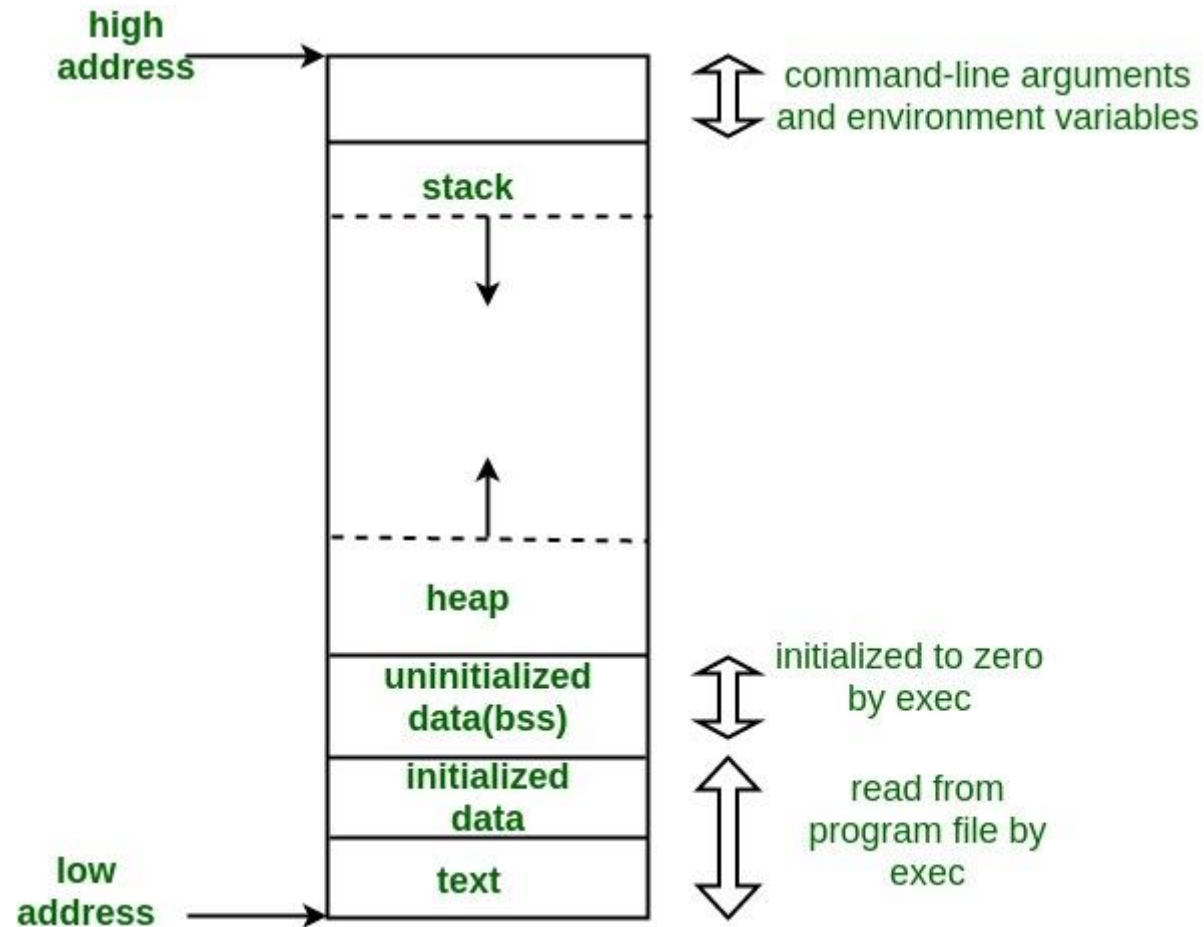 high
address
command-line arguments
and environment variables
stack
heap
uninitialized
data(bss)
initialized to zero
by exec
initialized
data
read from
program file by
exec
text
low
address